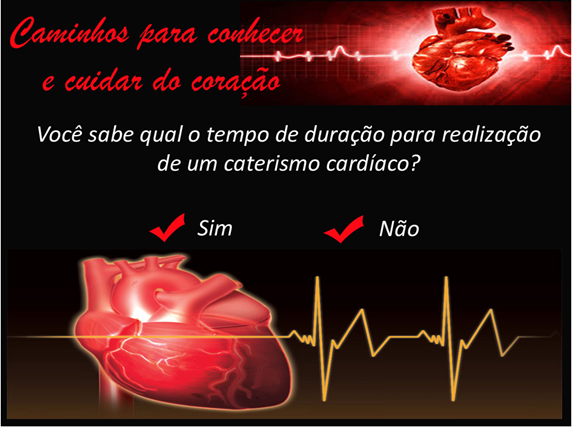 Caminhos para conhecer
e cuidar do coração
Você sabe qual o tempo de duração para realização
de um caterismo cardíaco?
Sim
Não